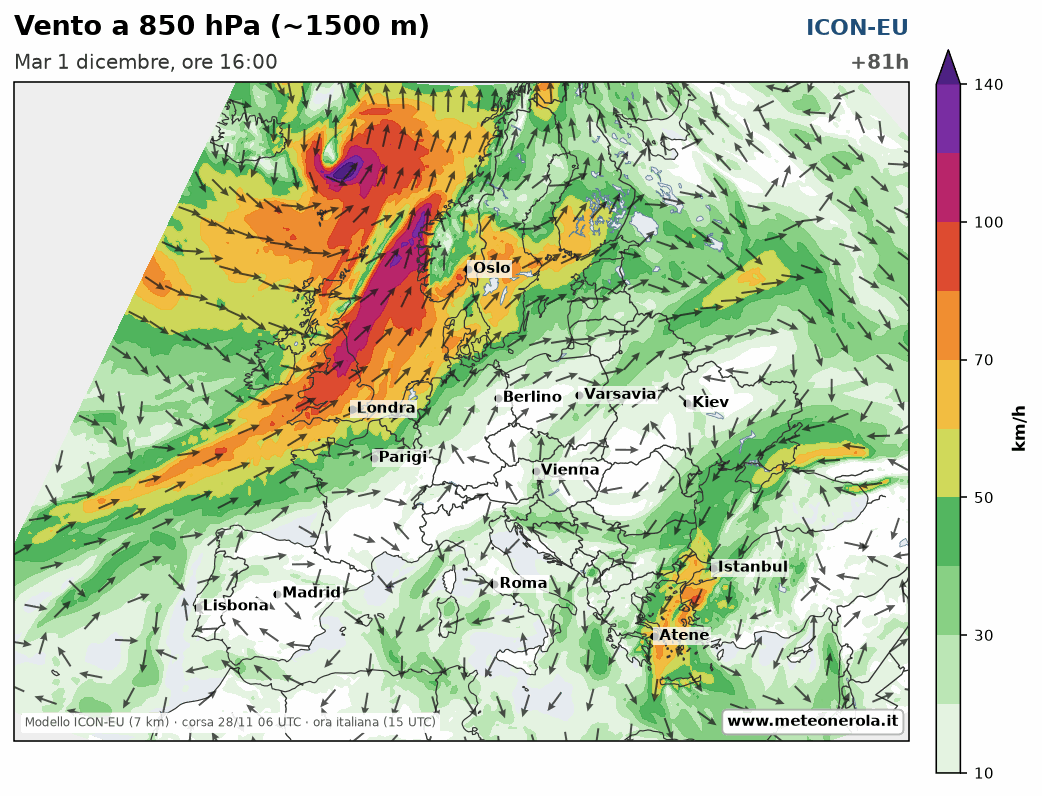 Vento a 850 hPa (~1500 m)
ICON-EU
Mar 1 dicembre, ore 16:00
+81h
140
100
70
50
30
10
km/h
Oslo
Berlino
Varsavia
Kiev
Londra
Parigi
Vienna
Istanbul
Roma
Madrid
Lisbona
Atene
Modello ICON-EU (7 km) · corsa 28/11 06 UTC · ora italiana (15 UTC)
www.meteonerola.it